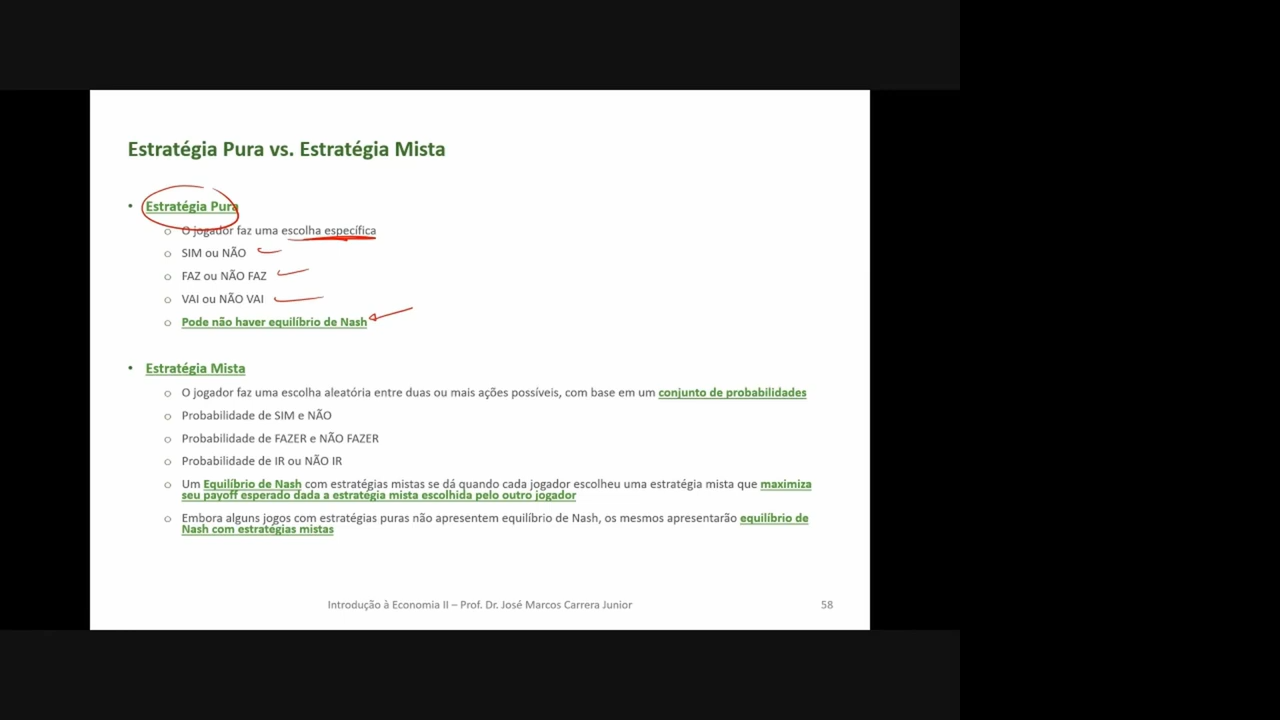 Estratégia Pura vs. Estratégia Mista
• Estratégia Pura
o O jogador faz uma escolha específica
o SIM ou NÃO
o FAZ ou NÃO FAZ
o VAI ou NÃO VAI
o Pode não haver equilíbrio de Nash
• Estratégia Mista
o O jogador faz uma escolha aleatória entre duas ou mais ações possíveis, com base em um conjunto de probabilidades
o Probabilidade de SIM e NÃO
o Probabilidade de FAZER e NÃO FAZER
o Probabilidade de IR ou NÃO IR
o Um Equilíbrio de Nash com estratégias mistas se dá quando cada jogador escolheu uma estratégia mista que maximiza
seu payoff esperado dada a estratégia mista escolhida pelo outro jogador
o Embora alguns jogos com estratégias puras não apresentem equilíbrio de Nash, os mesmos apresentarão equilíbrio de
Nash com estratégias mistas
Introdução à Economia II – Prof. Dr. José Marcos Carrera Junior 58